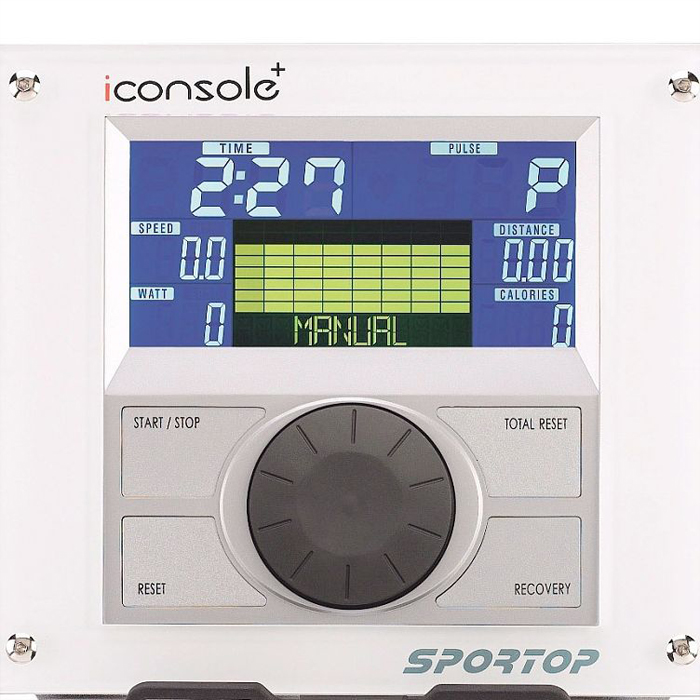 iconsole+
TIME
PULSE
2:27
P
SPEED
DISTANCE
0.0
0.00
WATT
CALORIES
0
0
MANUAL
START / STOP
TOTAL RESET
RESET
RECOVERY
SPORTOP